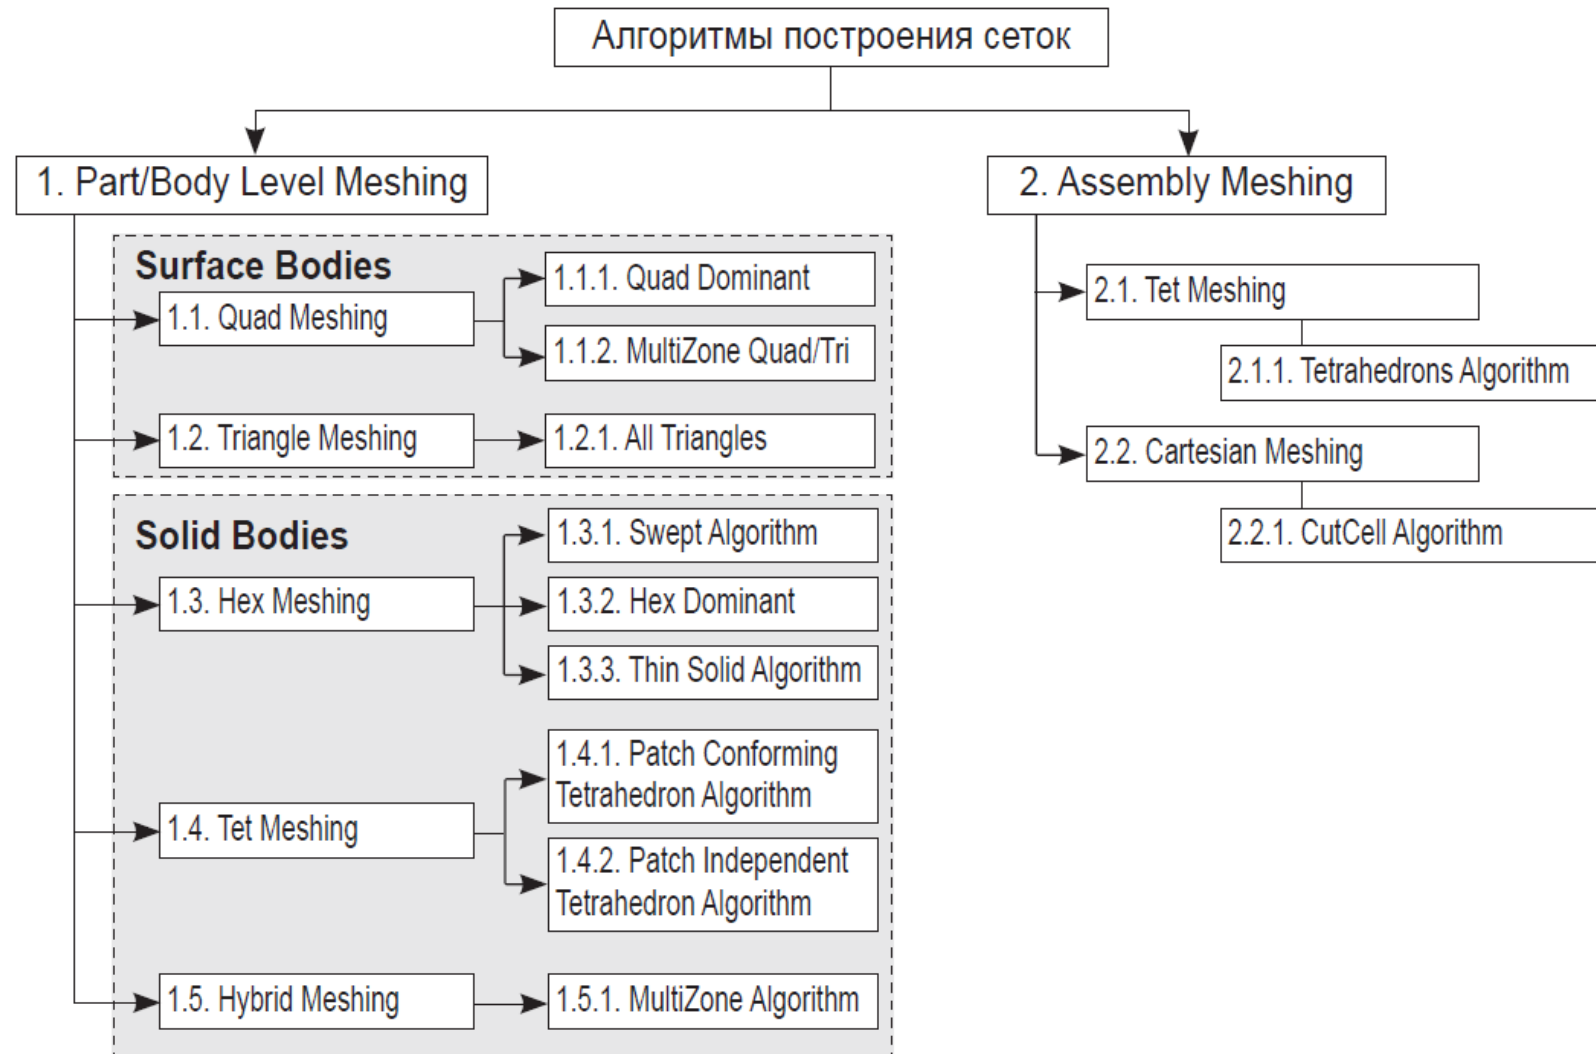 Алгоритмы построения сеток
1. Part/Body Level Meshing
2. Assembly Meshing
Surface Bodies
1.1. Quad Meshing
1.1.1. Quad Dominant
1.1.2. MultiZone Quad/Tri
1.2. Triangle Meshing
1.2.1. All Triangles
Solid Bodies
1.3. Hex Meshing
1.3.1. Swept Algorithm
1.3.2. Hex Dominant
1.3.3. Thin Solid Algorithm
1.4. Tet Meshing
1.4.1. Patch Conforming
Tetrahedron Algorithm
1.4.2. Patch Independent
Tetrahedron Algorithm
1.5. Hybrid Meshing
1.5.1. MultiZone Algorithm
2.1. Tet Meshing
2.1.1. Tetrahedrons Algorithm
2.2. Cartesian Meshing
2.2.1. CutCell Algorithm